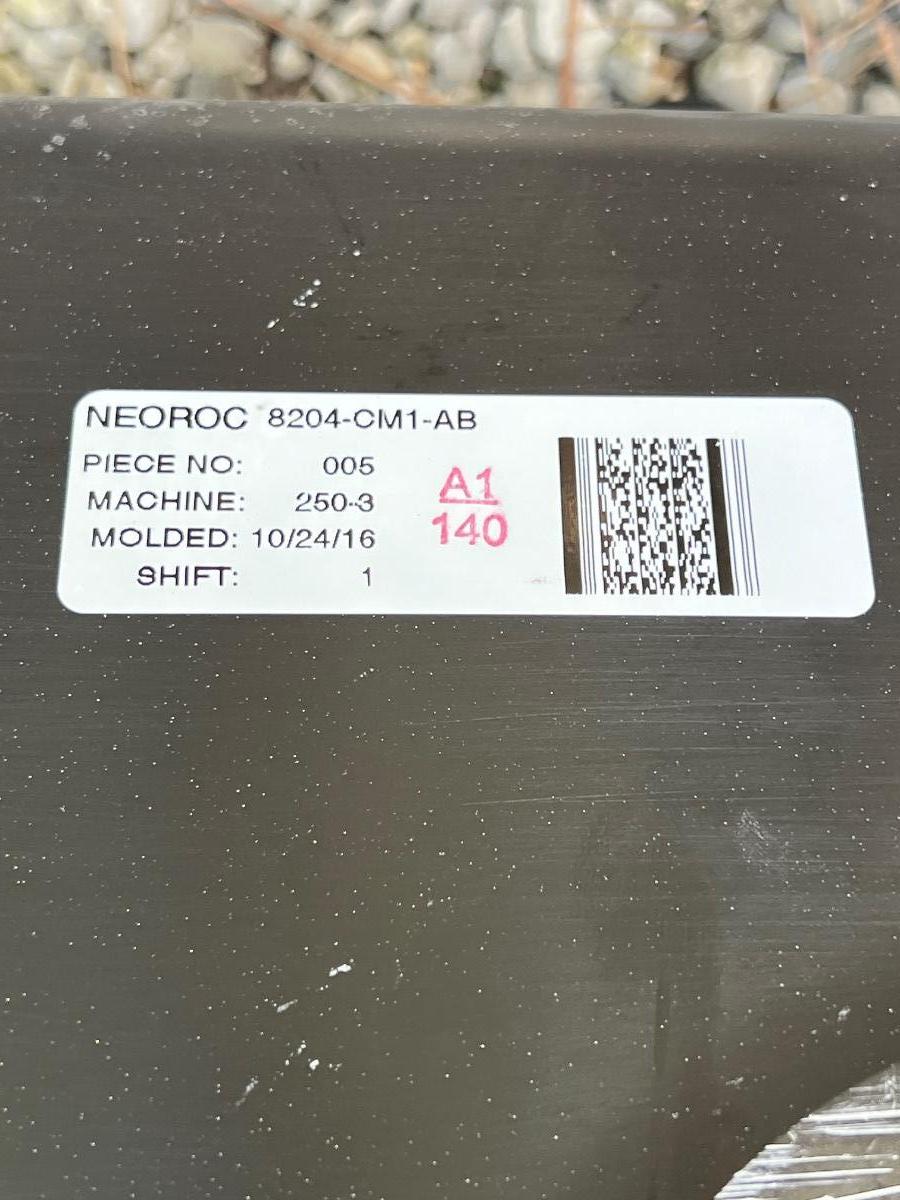 NEOROC 8204-CM1-AB
PIECE NO: 005
MACHINE: 250-3
MOLDED: 10/24/16
SHIFT: 1
A1
140